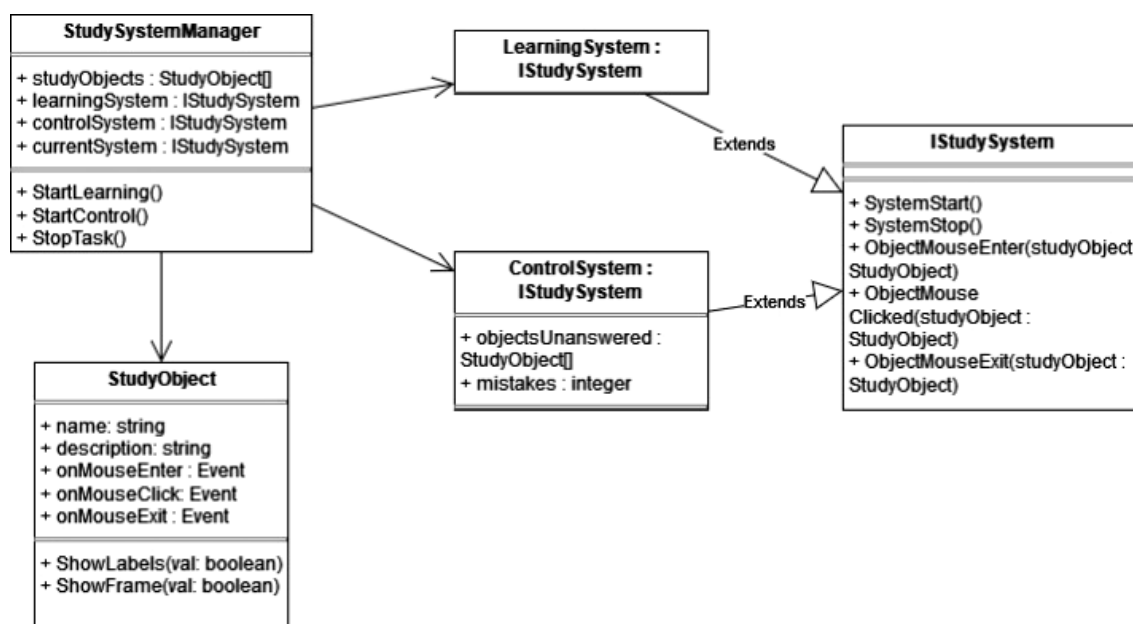 StudySystemManager
+ studyObjects : StudyObject[]
+ learningSystem : IStudySystem
+ controlSystem : IStudySystem
+ currentSystem : IStudySystem
+ StartLearning()
+ StartControl()
+ StopTask()
LearningSystem :
IStudySystem
Extends
IStudySystem
+ SystemStart()
+ SystemStop()
+ ObjectMouseEnter(studyObject
StudyObject)
+ ObjectMouse
Clicked(studyObject :
StudyObject)
+ ObjectMouseExit(studyObject :
StudyObject)
ControlSystem :
IStudySystem
+ objectsUnanswered :
StudyObject[]
+ mistakes : integer
Extends
StudyObject
+ name: string
+ description: string
+ onMouseEnter : Event
+ onMouseClick: Event
+ onMouseExit : Event
+ ShowLabels(val: boolean)
+ ShowFrame(val: boolean)